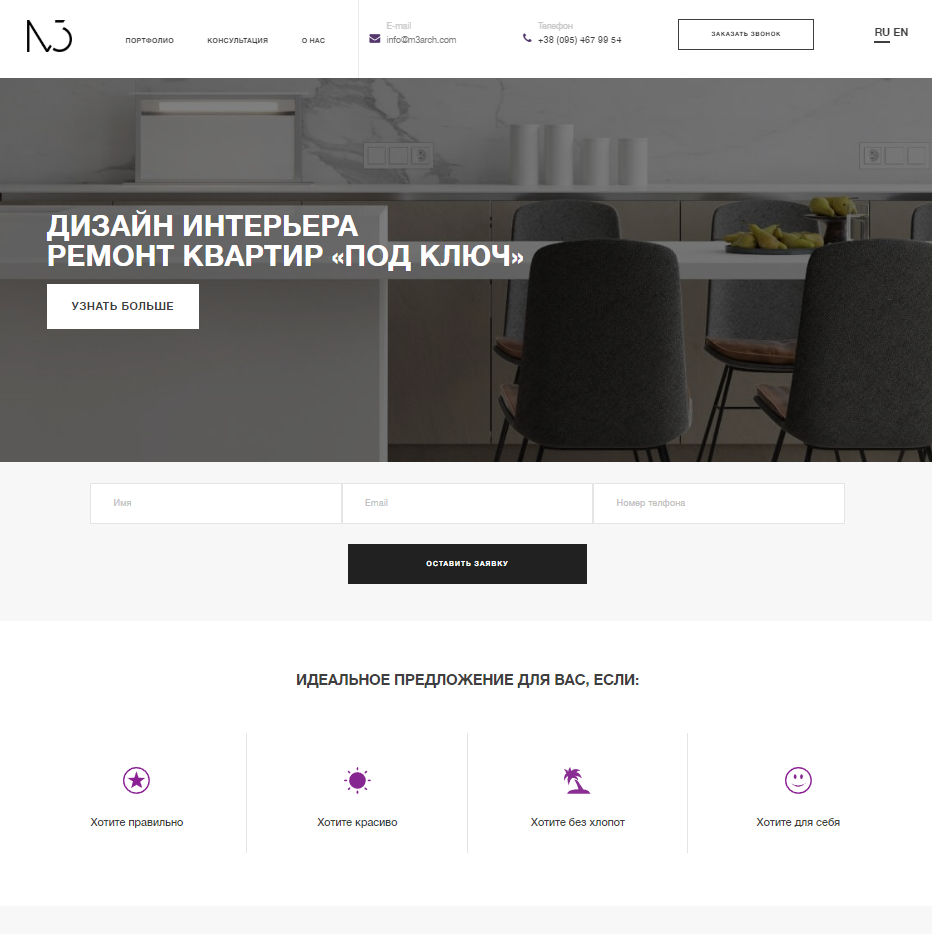 M3
ПОРТФОЛИО
КОНСУЛЬТАЦИЯ
О НАС
E-mail
info@m3arch.com
Телефон
+38 (095) 467 99 54
ЗАКАЗАТЬ ЗВОНОК
RU EN
ДИЗАЙН ИНТЕРЬЕРА
РЕМОНТ КВАРТИР «ПОД КЛЮЧ»
УЗНАТЬ БОЛЬШЕ
Имя
Email
Номер телфона
ОСТАВИТЬ ЗАЯВКУ
ИДЕАЛЬНОЕ ПРЕДЛОЖЕНИЕ ДЛЯ ВАС, ЕСЛИ:
Хотите правильно
Хотите красиво
Хотите без хлопот
Хотите для себя